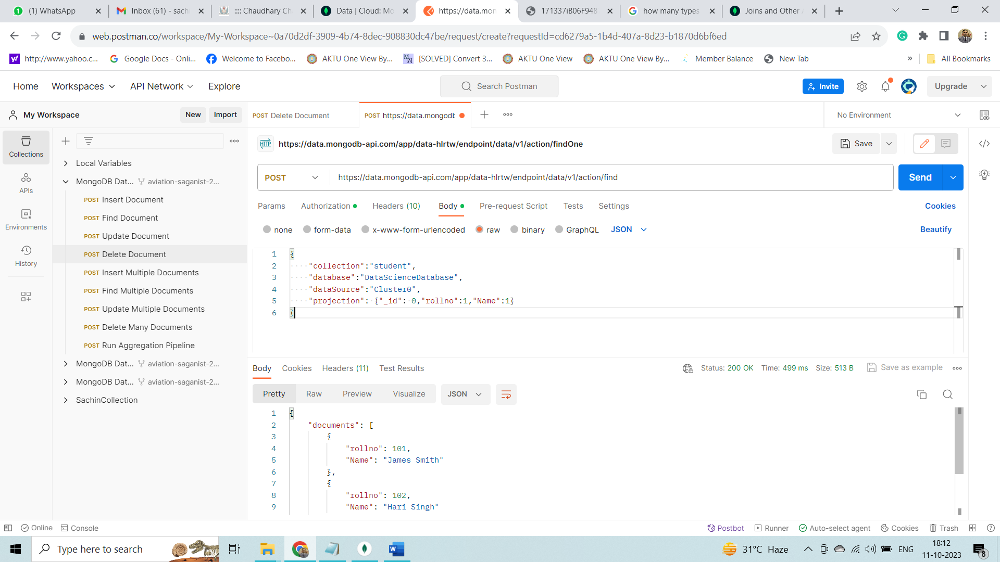 (1) WhatsApp
Inbox (61) - sachi
:::: Chaudhary Ch
Data | Cloud: Mo
https://data.mon
171337iB06F948
how many types
Joins and Other
web.postman.co/workspace/My-Workspace~0a70d2df-3909-4b74-8dec-908830dc47be/request/create?requestId=cd6279a5-1b4d-407a-8d23-b1870d6bf6ed
http://www.yahoo.c...
Google Docs - Onli...
Welcome to Facebo...
AKTU One View By...
[SOLVED] Convert 3...
AKTU One View
AKTU One View By...
Member Balance
New Tab
» All Bookmarks
Home Workspaces API Network Explore
Search Postman
Invite
Upgrade
My Workspace
New Import
POST Delete Document
POST https://data.mongodb
No Environment
Collections
APIs
Environments
History
Local Variables
MongoDB Dat... aviation-saganist-2...
POST Insert Document
POST Find Document
POST Update Document
POST Delete Document
POST Insert Multiple Documents
POST Find Multiple Documents
POST Update Multiple Documents
POST Delete Many Documents
POST Run Aggregation Pipeline
MongoDB Dat... aviation-saganist-2...
MongoDB Dat... aviation-saganist-2...
SachinCollection
HTTP https://data.mongodb-api.com/app/data-hlrtw/endpoint/data/v1/action/findOne
Save
POST https://data.mongodb-api.com/app/data-hlrtw/endpoint/data/v1/action/find
Send
Params Authorization Headers (10) Body Pre-request Script Tests Settings
Cookies
none form-data x-www-form-urlencoded raw binary GraphQL JSON
Beautify
1 {
2 "collection":"student",
3 "database":"DataScienceDatabase",
4 "dataSource":"Cluster0",
5 "projection": {"_id": 0,"rollno":1,"Name":1}
6 }
Body Cookies Headers (11) Test Results
Status: 200 OK Time: 499 ms Size: 513 B Save as example
Pretty Raw Preview Visualize JSON
1 {
2 "documents": [
3 {
4 "rollno": 101,
5 "Name": "James Smith"
6 },
7 {
8 "rollno": 102,
9 "Name": "Hari Singh"
Online Console
Postbot Runner Auto-select agent Cookies Trash
Type here to search
31°C Haze
ENG
18:12
11-10-2023
8